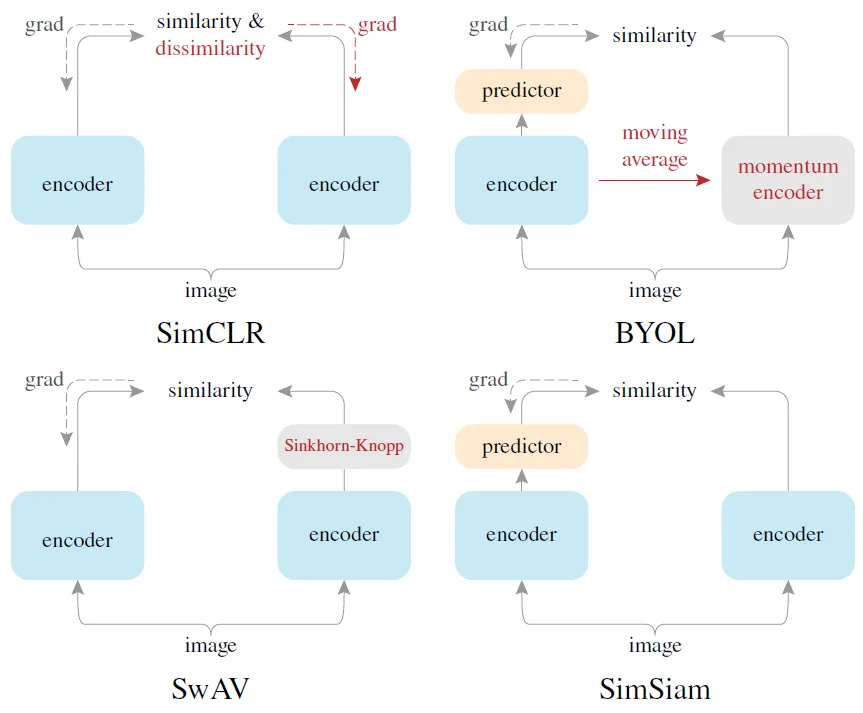 grad
similarity &
dissimilarity
grad
encoder
encoder
image
SimCLR
grad
similarity
predictor
moving
average
encoder
momentum
encoder
image
BYOL
grad
similarity
Sinkhorn-Knopp
encoder
encoder
image
SwAV
grad
similarity
predictor
encoder
encoder
image
SimSiam